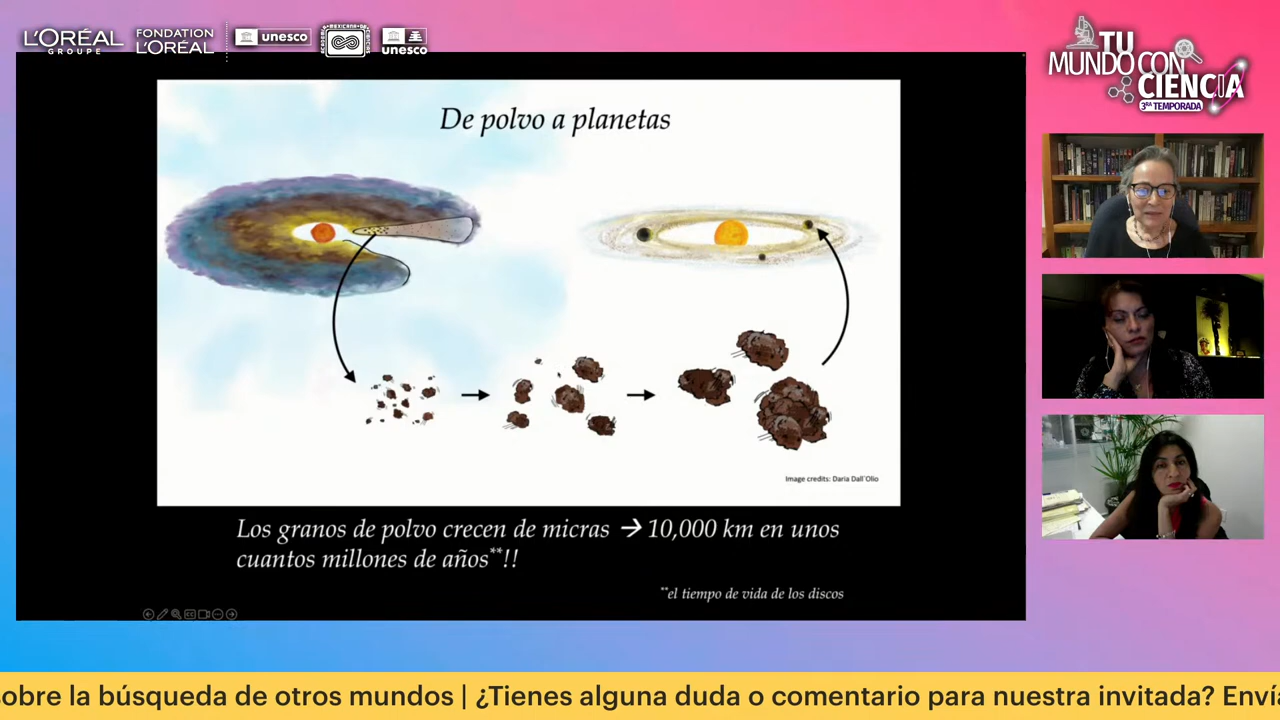 L'ORÉAL
GROUPE
FONDATION
L'ORÉAL
unesco
unesco
TU
MUNDO CON
CIENCIA
3RA TEMPORADA
De polvo a planetas
Image credits: Daria Dall'Olio
Los granos de polvo crecen de micras → 10,000 km en unos
cuantos millones de años**!!
**el tiempo de vida de los discos
obre la búsqueda de otros mundos | ¿Tienes alguna duda o comentario para nuestra invitada? Enví